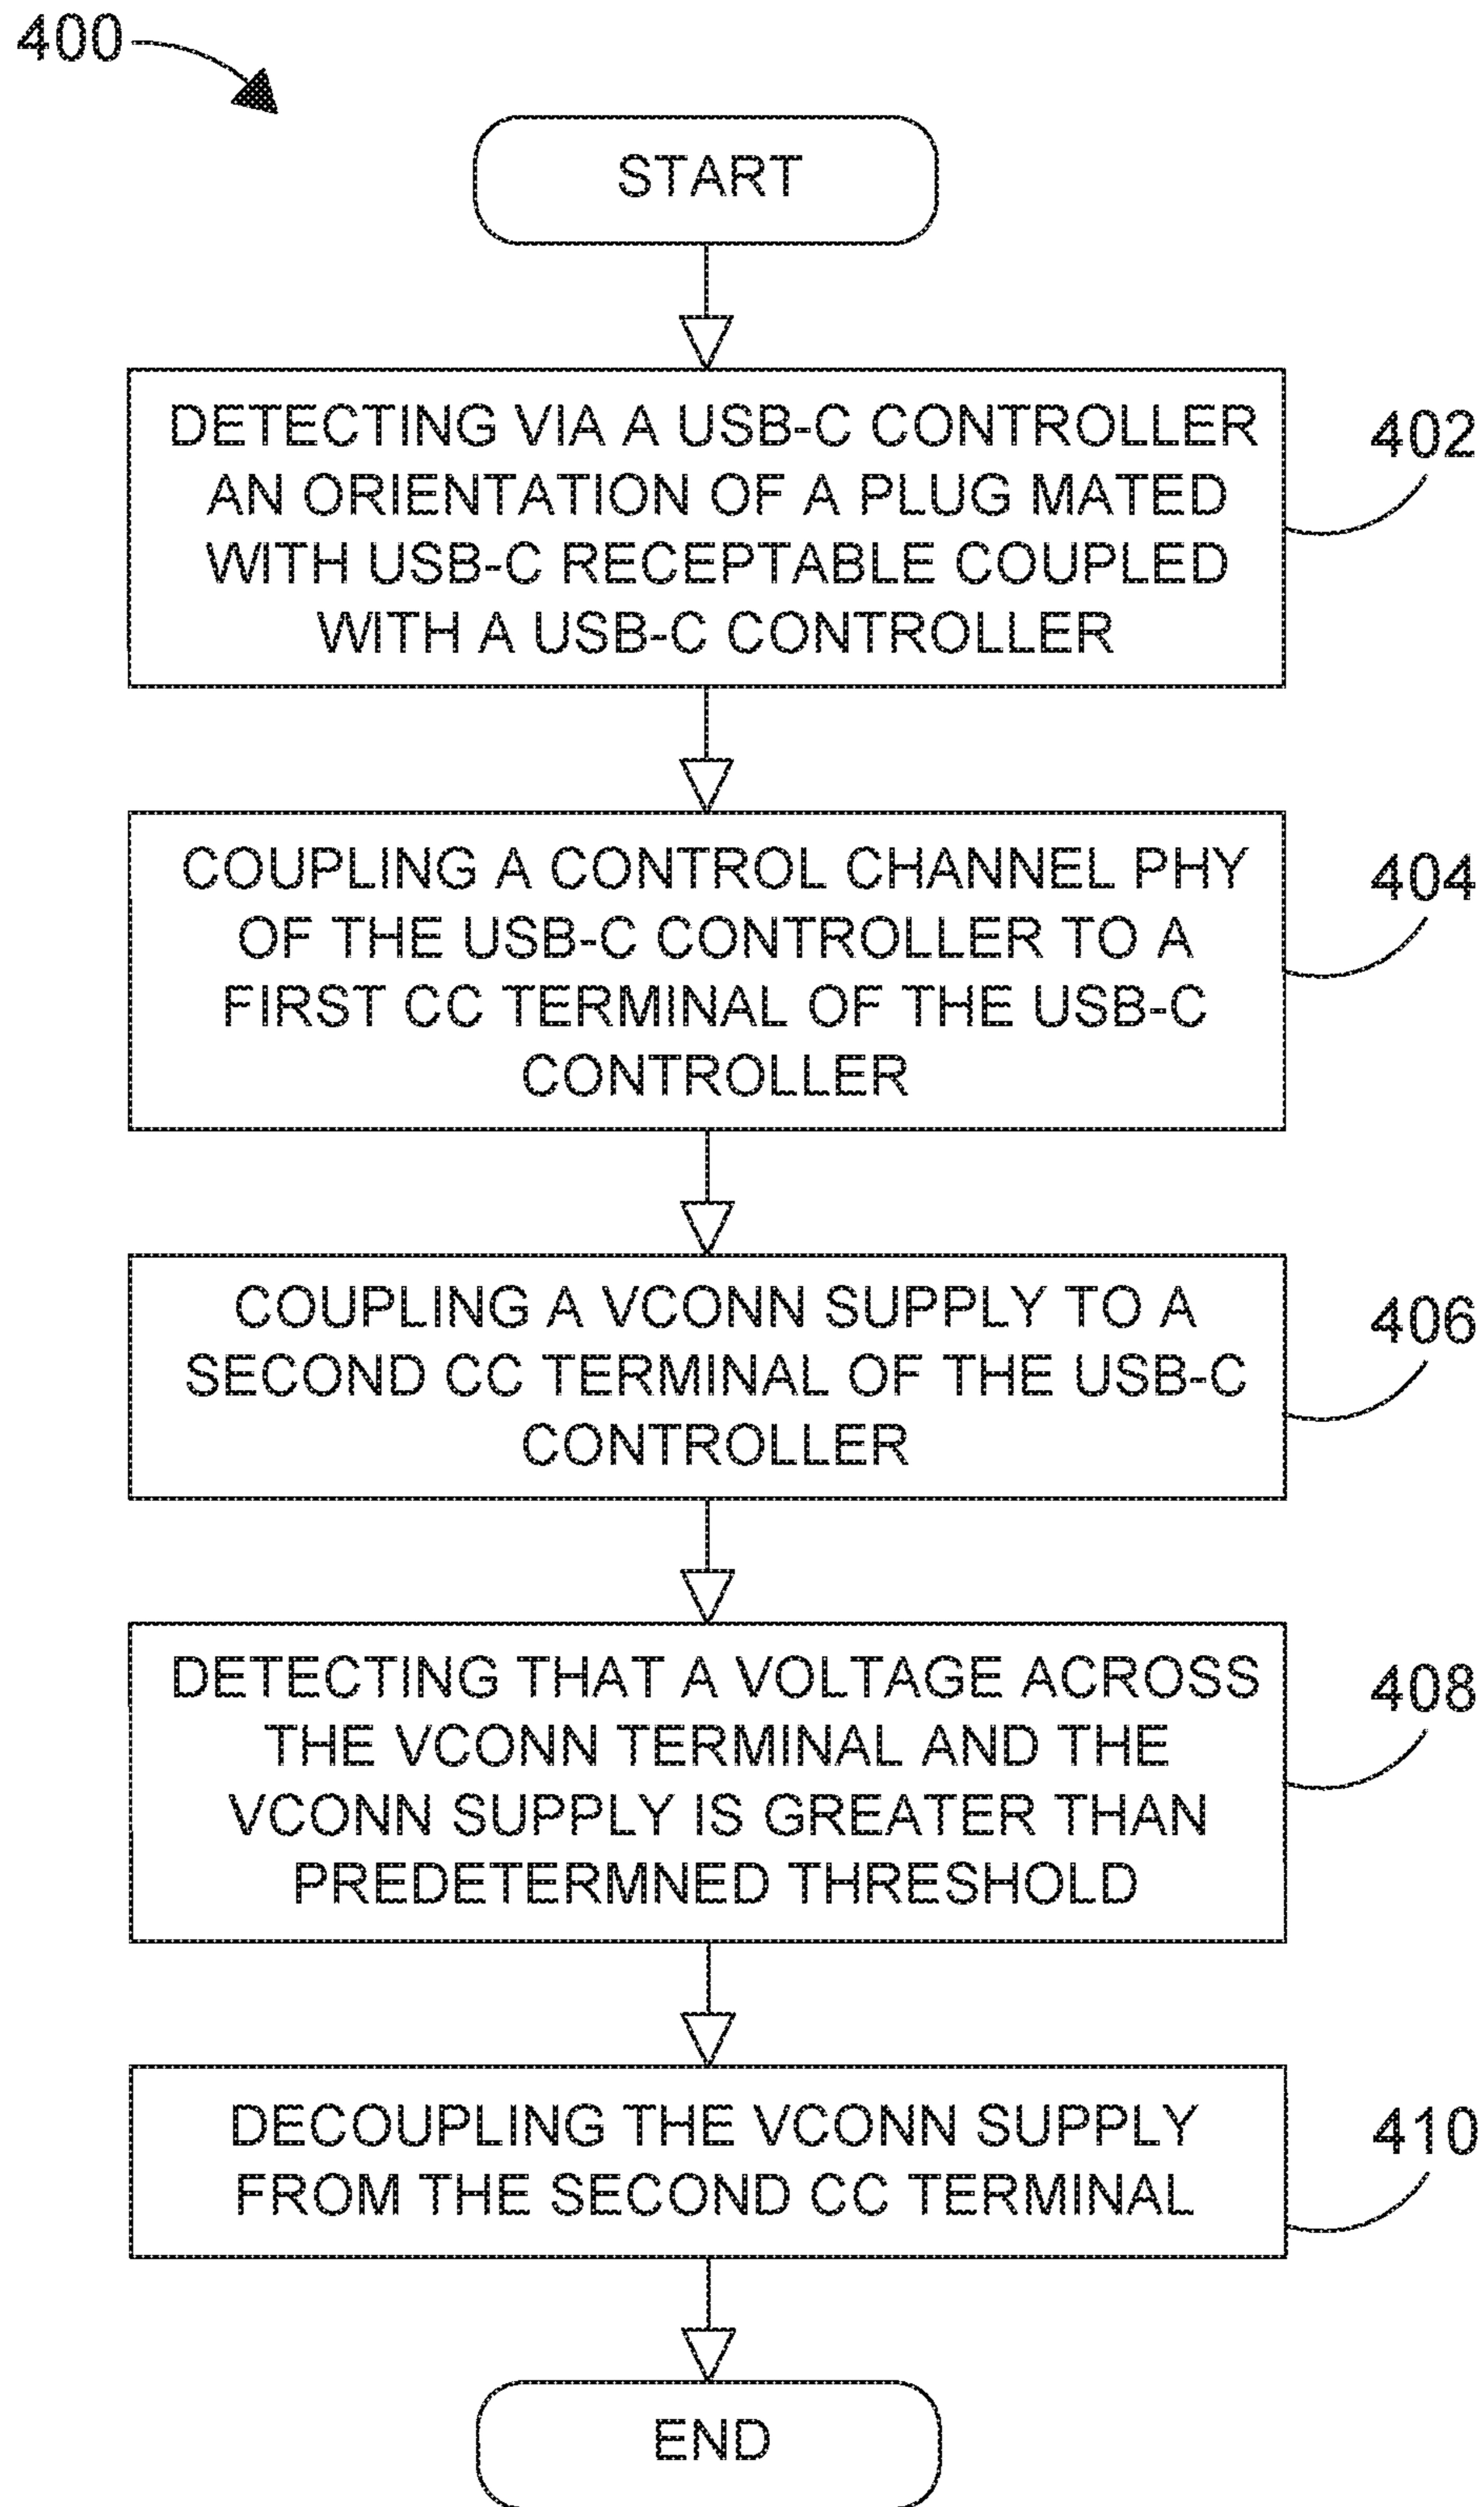 400
START
DETECTING VIA A USB-C CONTROLLER
AN ORIENTATION OF A PLUG MATED
WITH USB-C RECEPTABLE COUPLED
WITH A USB-C CONTROLLER
402
COUPLING A CONTROL CHANNEL PHY
OF THE USB-C CONTROLLER TO A
FIRST CC TERMINAL OF THE USB-C
CONTROLLER
404
COUPLING A VCONN SUPPLY TO A
SECOND CC TERMINAL OF THE USB-C
CONTROLLER
406
DETECTING THAT A VOLTAGE ACROSS
THE VCONN TERMINAL AND THE
VCONN SUPPLY IS GREATER THAN
PREDETERMNED THRESHOLD
408
DECOUPLING THE VCONN SUPPLY
FROM THE SECOND CC TERMINAL
410
END